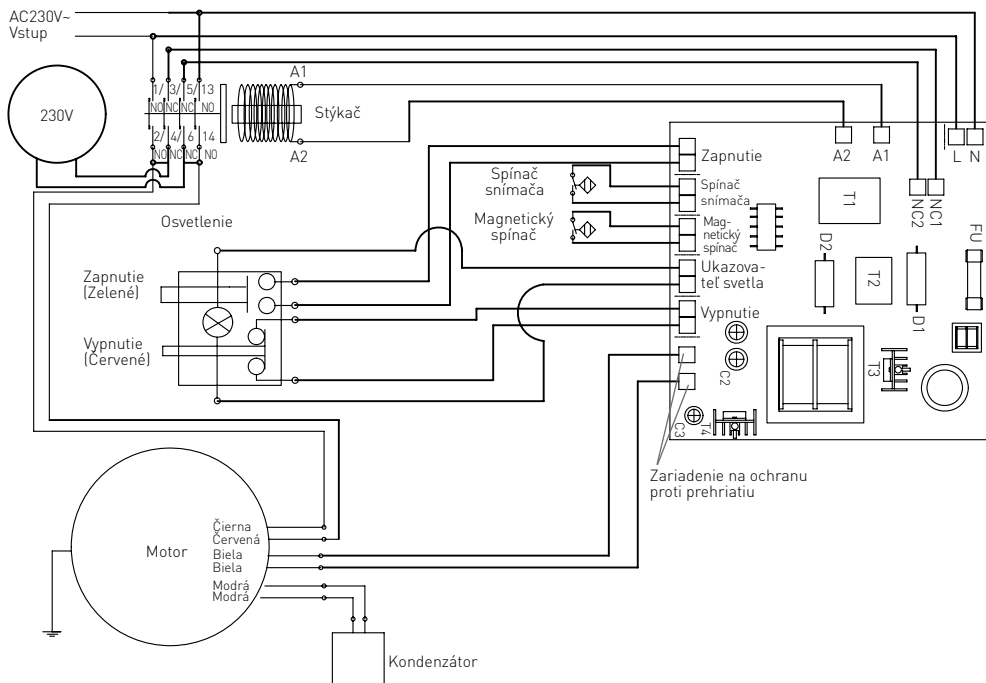 AC230V~
Vstup
230V
1/ 3/ 5/ 13
NO NC NC NO
2/ 4/ 6 14
NO NC NC NO
A1
Stýkač
A2
Osvetlenie
Zapnutie
(Zelené)
Vypnutie
(Červené)
Spínač
snímača
Magnetický
spínač
Zapnutie
Spínač
snímača
Mag-
netický
spínač
Ukazova-
teľ svetla
Vypnutie
A2
A1
L
N
NC2
NC1
T1
FU
D2
T2
D1
C2
T3
C3
T4
Zariadenie na ochranu
proti prehriatiu
Motor
Čierna
Červená
Biela
Biela
Modrá
Modrá
Kondenzátor